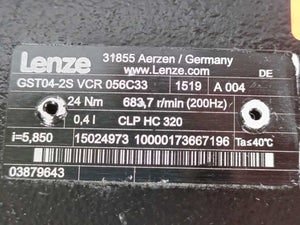 Lenze
31855 Aerzen / Germany
www.Lenze.com
DE
GST04-2S VCR 056C33 1519 A 004
24 Nm 683,7 r/min (200Hz)
0,4 l CLP HC 320
i=5,850 15024973 10000173667196 Ta≤40°C
03879643